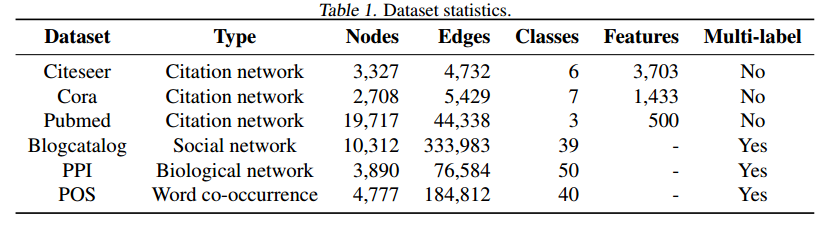 Table 1. Dataset statistics.
Dataset Type Nodes Edges Classes Features Multi-label
Citeseer Citation network 3,327 4,732 6 3,703 No
Cora Citation network 2,708 5,429 7 1,433 No
Pubmed Citation network 19,717 44,338 3 500 No
Blogcatalog Social network 10,312 333,983 39 - Yes
PPI Biological network 3,890 76,584 50 - Yes
POS Word co-occurrence 4,777 184,812 40 - Yes